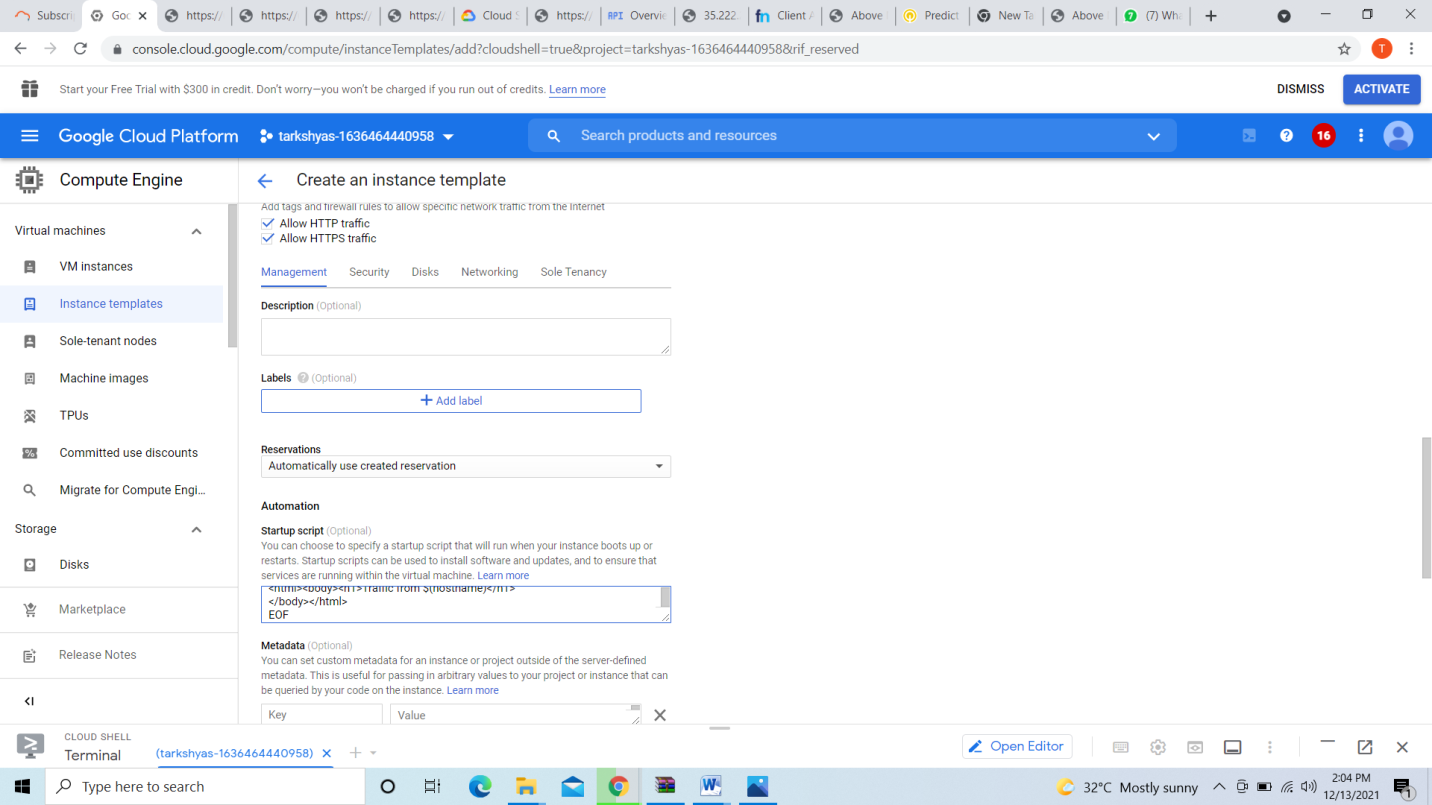 Subscri
Goo
https:/
https:/
https:/
https:/
Cloud S
https:/
API Overvie
35.222.
fn Client A
Above
Predict
New Ta
Above
(7) Wha
console.cloud.google.com/compute/instanceTemplates/add?cloudshell=true&project=tarkshyas-1636464440958&rif_reserved
T
Start your Free Trial with $300 in credit. Don't worry—you won't be charged if you run out of credits. Learn more
DISMISS
ACTIVATE
Google Cloud Platform
tarkshyas-1636464440958
Search products and resources
16
Compute Engine
Create an instance template
Virtual machines
VM instances
Instance templates
Sole-tenant nodes
Machine images
TPUs
Committed use discounts
Migrate for Compute Engi...
Storage
Disks
Marketplace
Release Notes
Add tags and firewall rules to allow specific network traffic from the Internet
Allow HTTP traffic
Allow HTTPS traffic
Management Security Disks Networking Sole Tenancy
Description (Optional)
Labels (Optional)
Add label
Reservations
Automatically use created reservation
Automation
Startup script (Optional)
You can choose to specify a startup script that will run when your instance boots up or
restarts. Startup scripts can be used to install software and updates, and to ensure that
services are running within the virtual machine. Learn more
<html><body><h1>Traffic from $(hostname)</h1>
</body></html>
EOF
Metadata (Optional)
You can set custom metadata for an instance or project outside of the server-defined
metadata. This is useful for passing in arbitrary values to your project or instance that can
be queried by your code on the instance. Learn more
Key
Value
CLOUD SHELL
Terminal
(tarkshyas-1636464440958)
Open Editor
Type here to search
32°C Mostly sunny
2:04 PM
12/13/2021
1